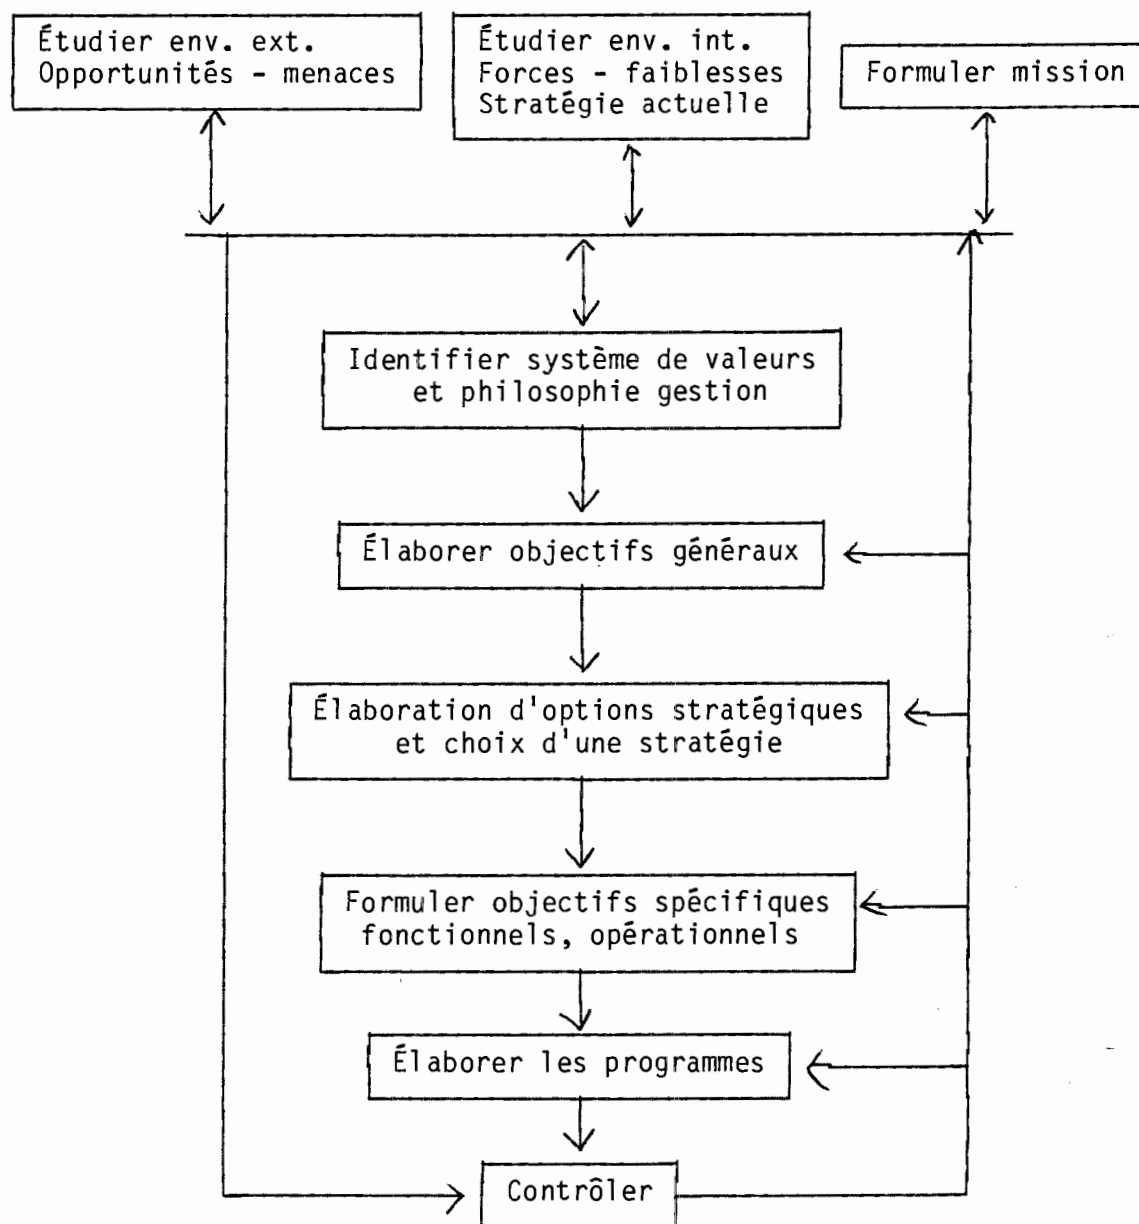 Étudier env. ext.
Opportunités - menaces
Étudier env. int.
Forces - faiblesses
Stratégie actuelle
Formuler mission
Identifier système de valeurs
et philosophie gestion
Élaborer objectifs généraux
Élaboration d'options stratégiques
et choix d'une stratégie
Formuler objectifs spécifiques
fonctionnels, opérationnels
Élaborer les programmes
Contrôler